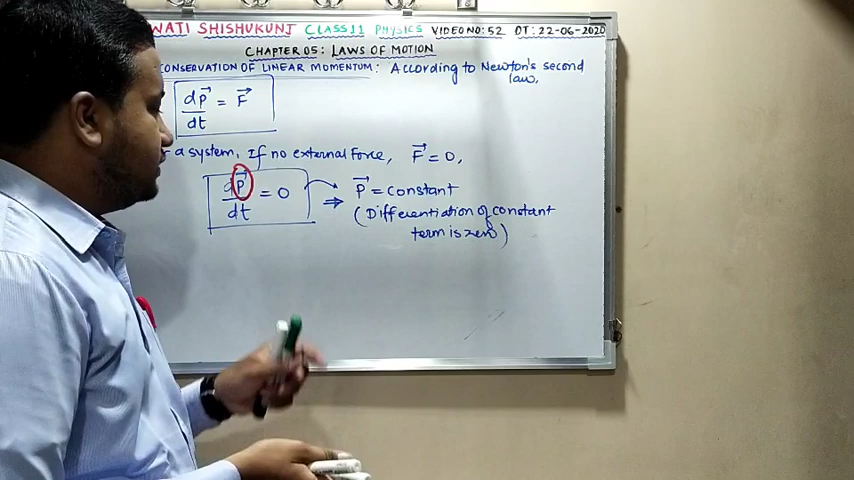 WATI SHISHUKUNJ CLASS 11 PHYSICS VIDEO NO: 52 DT: 22-06-2020
CHAPTER 05: LAWS OF MOTION
CONSERVATION OF LINEAR MOMENTUM: According to Newton's second law,
dP⃗/dt = F⃗
a system, If no external Force, F⃗ = 0,
dP⃗/dt = 0 ⇒ P⃗ = constant
(Differentiation of constant
term is zero)